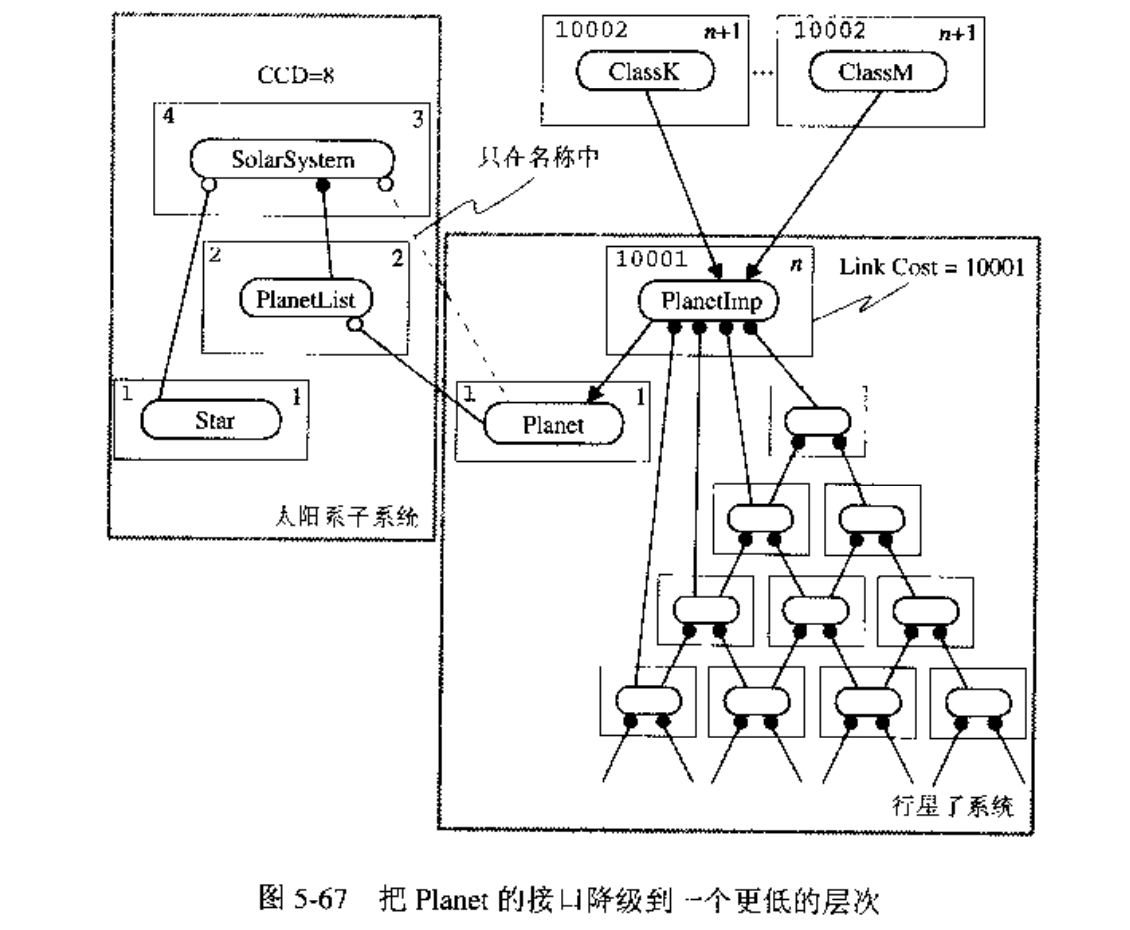 10002 n+1
ClassK
...
10002 n+1
ClassM
CCD=8
4 3
SolarSystem
只在名称中
2 2
PlanetList
10001 n
PlanetImp
Link Cost = 10001
1 1
Star
1 1
Planet
太阳系子系统
行星子系统
图 5-67 把 Planet 的接口降级到一个更低的层次